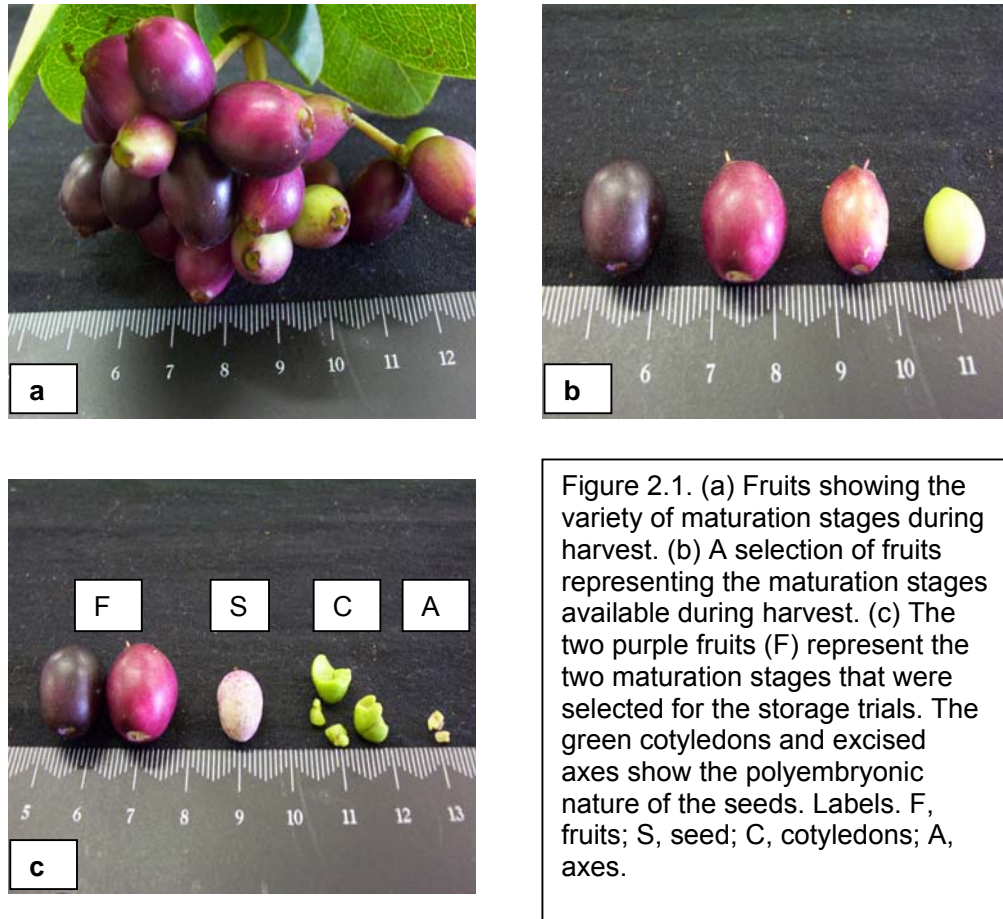 6 7 8 9 10 11 12
a
6 7 8 9 10 11
b
F S C A
5 6 7 8 9 10 11 12 13
c
Figure 2.1. (a) Fruits showing the
variety of maturation stages during
harvest. (b) A selection of fruits
representing the maturation stages
available during harvest. (c) The
two purple fruits (F) represent the
two maturation stages that were
selected for the storage trials. The
green cotyledons and excised
axes show the polyembryonic
nature of the seeds. Labels. F,
fruits; S, seed; C, cotyledons; A,
axes.